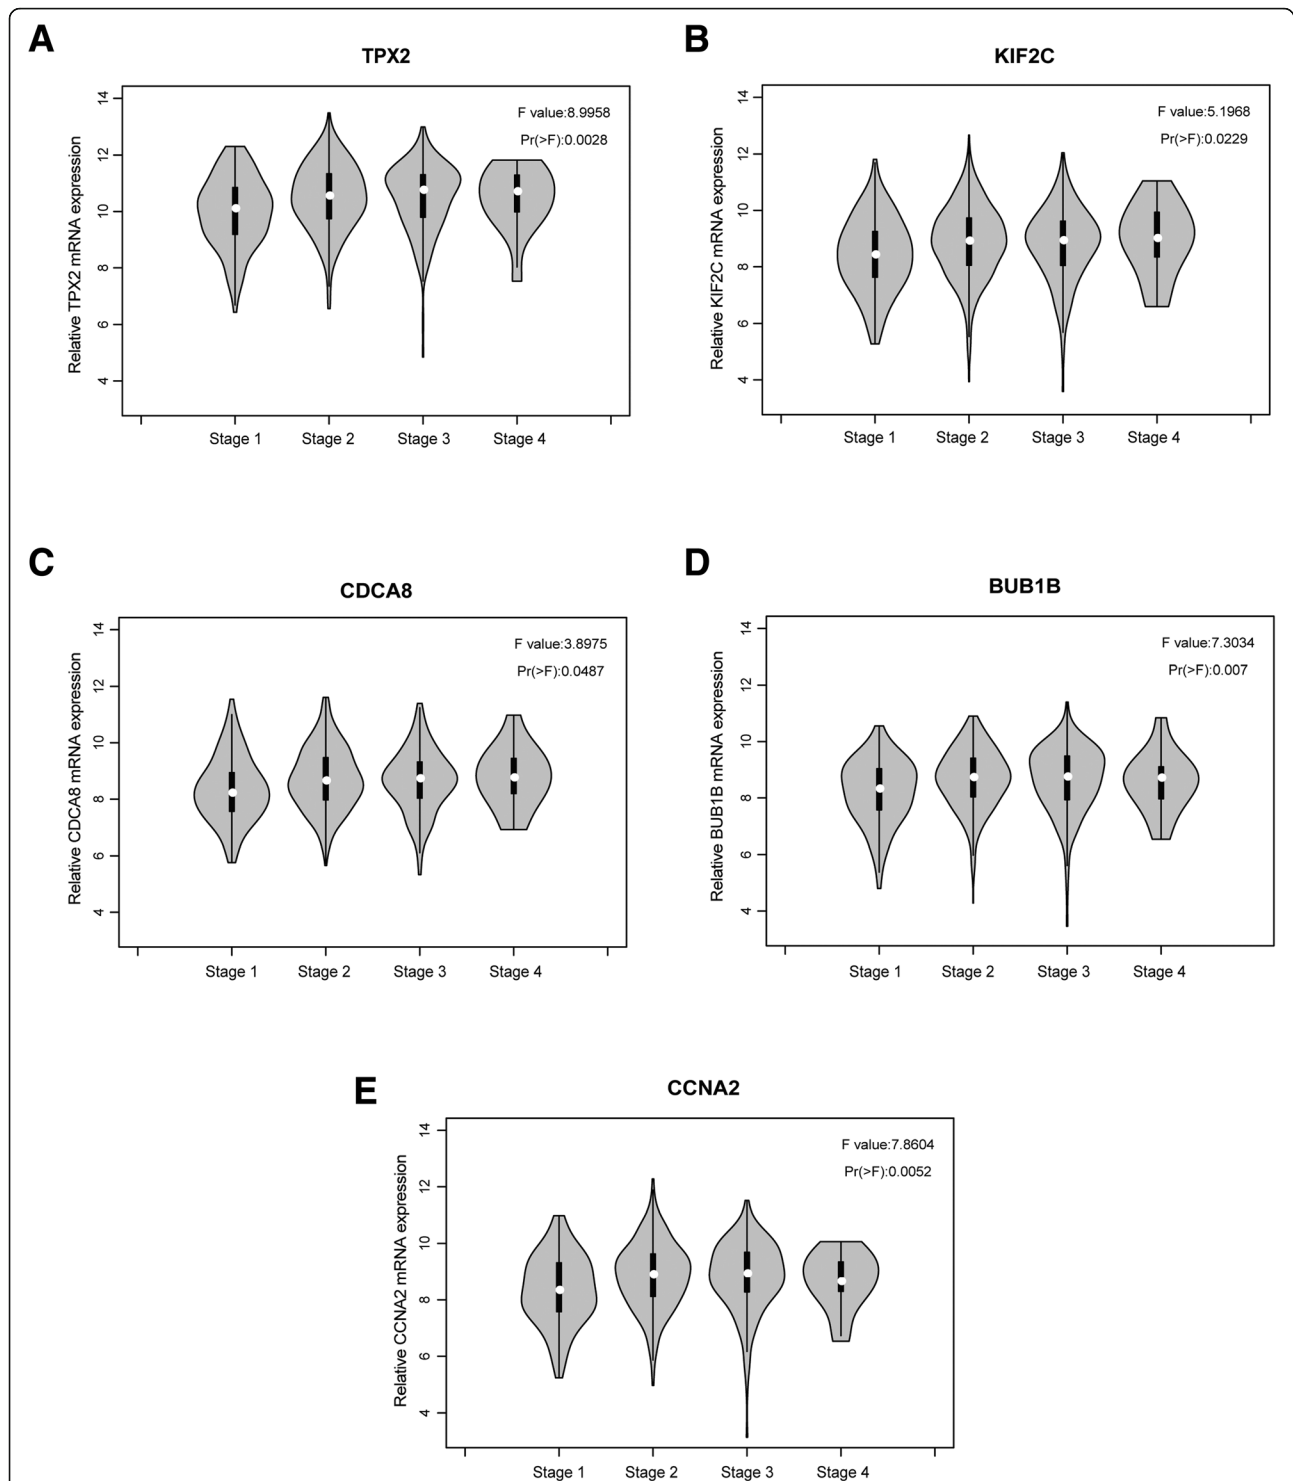 A
TPX2
Relative TPX2 mRNA expression
14
12
10
8
6
4
F value:8.9958
Pr(>F):0.0028
Stage 1 Stage 2 Stage 3 Stage 4
B
KIF2C
Relative KIF2C mRNA expression
14
12
10
8
6
4
F value:5.1968
Pr(>F):0.0229
Stage 1 Stage 2 Stage 3 Stage 4
C
CDCA8
Relative CDCA8 mRNA expression
14
12
10
8
6
4
F value:3.8975
Pr(>F):0.0487
Stage 1 Stage 2 Stage 3 Stage 4
D
BUB1B
Relative BUB1B mRNA expression
14
12
10
8
6
4
F value:7.3034
Pr(>F):0.007
Stage 1 Stage 2 Stage 3 Stage 4
E
CCNA2
Relative CCNA2 mRNA expression
14
12
10
8
6
4
F value:7.8604
Pr(>F):0.0052
Stage 1 Stage 2 Stage 3 Stage 4